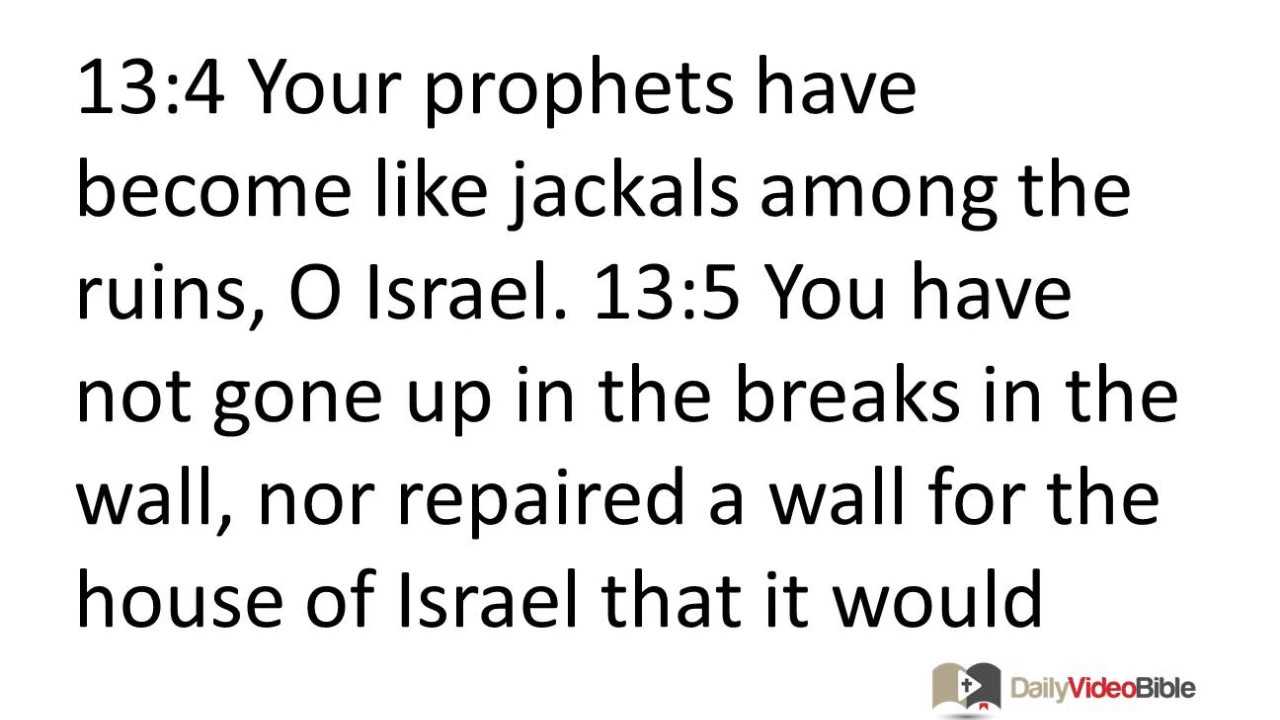 13:4 Your prophets have
become like jackals among the
ruins, O Israel. 13:5 You have
not gone up in the breaks in the
wall, nor repaired a wall for the
house of Israel that it would
DailyVideoBible